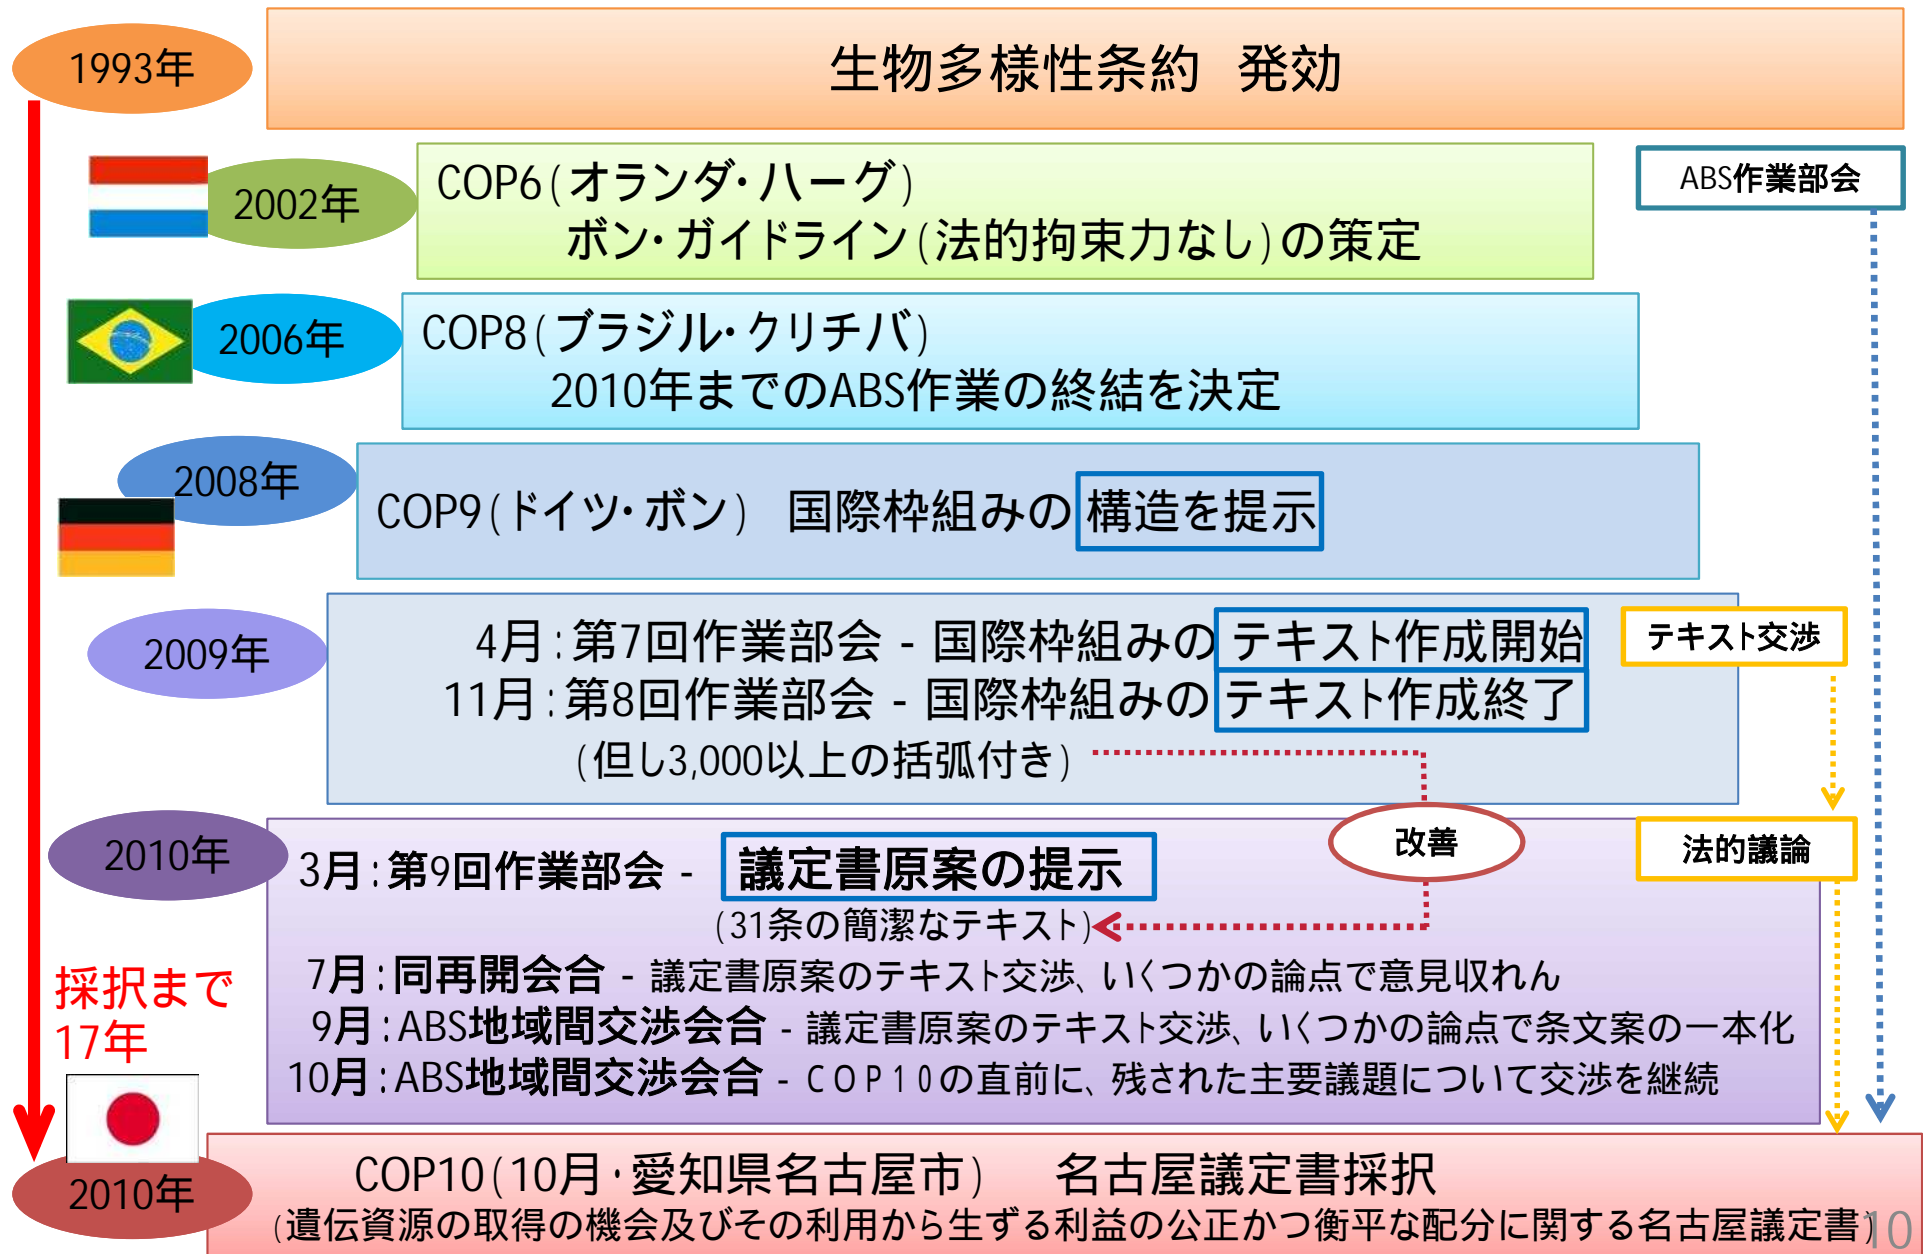 1993年
生物多様性条約　発効
2002年
COP6(オランダ・ハーグ)
ボン・ガイドライン(法的拘束力なし)の策定
ABS作業部会
2006年
COP8(ブラジル・クリチバ)
2010年までのABS作業の終結を決定
2008年
COP9(ドイツ・ボン)　国際枠組みの構造を提示
2009年
4月:第7回作業部会 - 国際枠組みのテキスト作成開始
11月:第8回作業部会 - 国際枠組みのテキスト作成終了
(但し3,000以上の括弧付き)
テキスト交渉
2010年
3月:第9回作業部会 - 議定書原案の提示
(31条の簡潔なテキスト)
改善
法的議論
7月:同再開会合 - 議定書原案のテキスト交渉、いくつかの論点で意見収れん
9月:ABS地域間交渉会合 - 議定書原案のテキスト交渉、いくつかの論点で条文案の一本化
10月:ABS地域間交渉会合 - COP10の直前に、残された主要議題について交渉を継続
採択まで
17年
2010年
COP10(10月・愛知県名古屋市)　名古屋議定書採択
(遺伝資源の取得の機会及びその利用から生ずる利益の公正かつ衡平な配分に関する名古屋議定書)
10